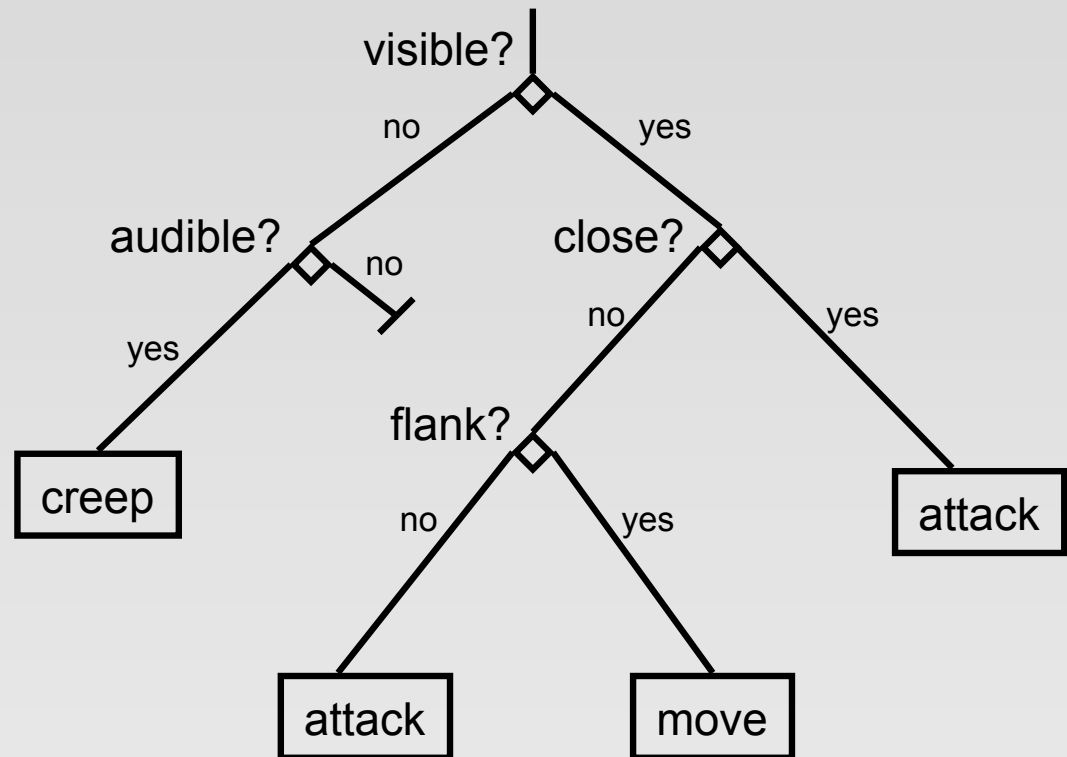 visible?
no
yes
audible?
no
close?
yes
no
yes
flank?
creep
attack
no
yes
attack
move